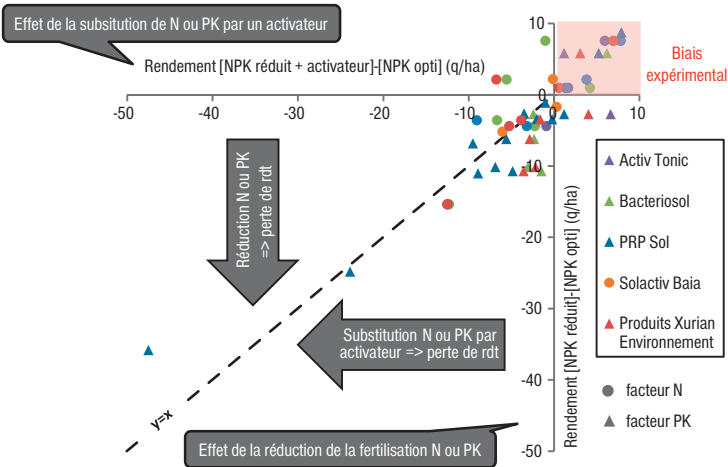 Effet de la subsitution de N ou PK par un activateur
Rendement [NPK réduit + activateur]-[NPK opti] (q/ha)
10
Biais
expérimental
0
-50
-40
-30
-20
-10
0
10
-10
-20
-30
-40
-50
Rendement [NPK réduit]-[NPK opti] (q/ha)
Réduction N ou PK
=> perte de rdt
Substitution N ou PK par
activateur => perte de rdt
y=x
Effet de la réduction de la fertilisation N ou PK
Activ Tonic
Bacteriosol
PRP Sol
Solactiv Baia
Produits Xurian
Environnement
facteur N
facteur PK